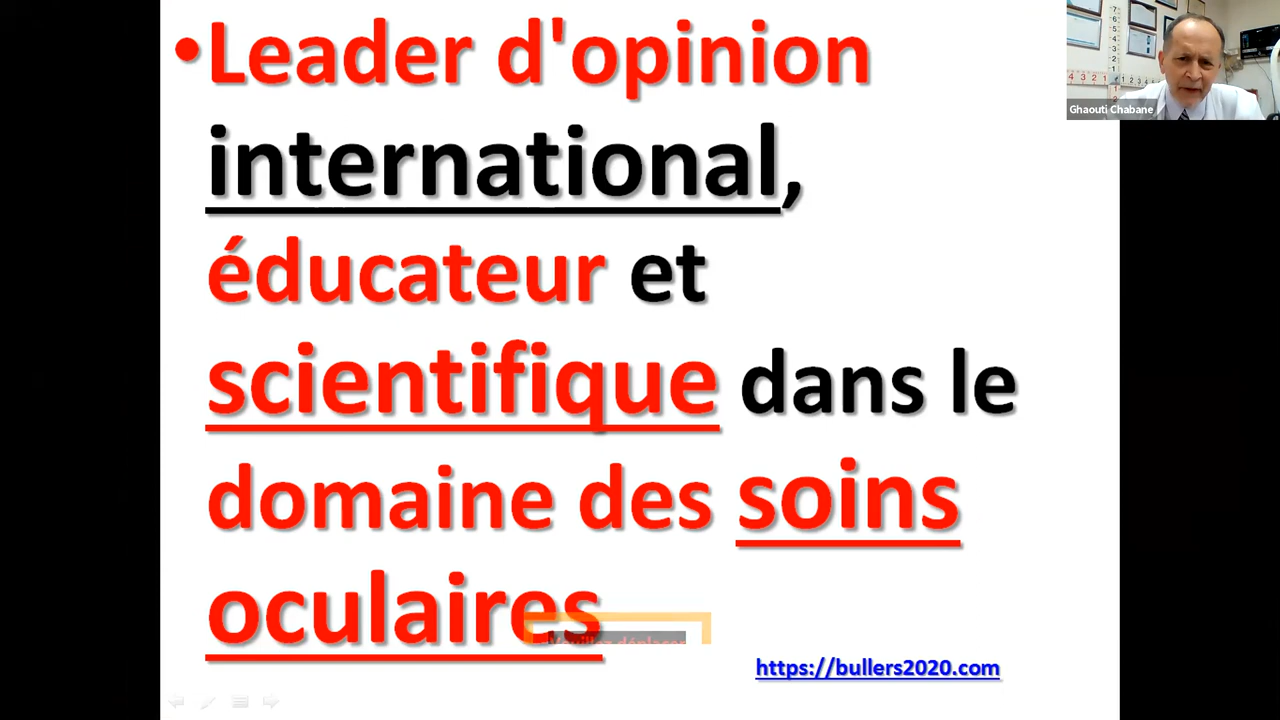 •Leader d'opinion
international,
éducateur et
scientifique dans le
domaine des soins
oculaires
https://bullers2020.com
Ghaouti Chabane